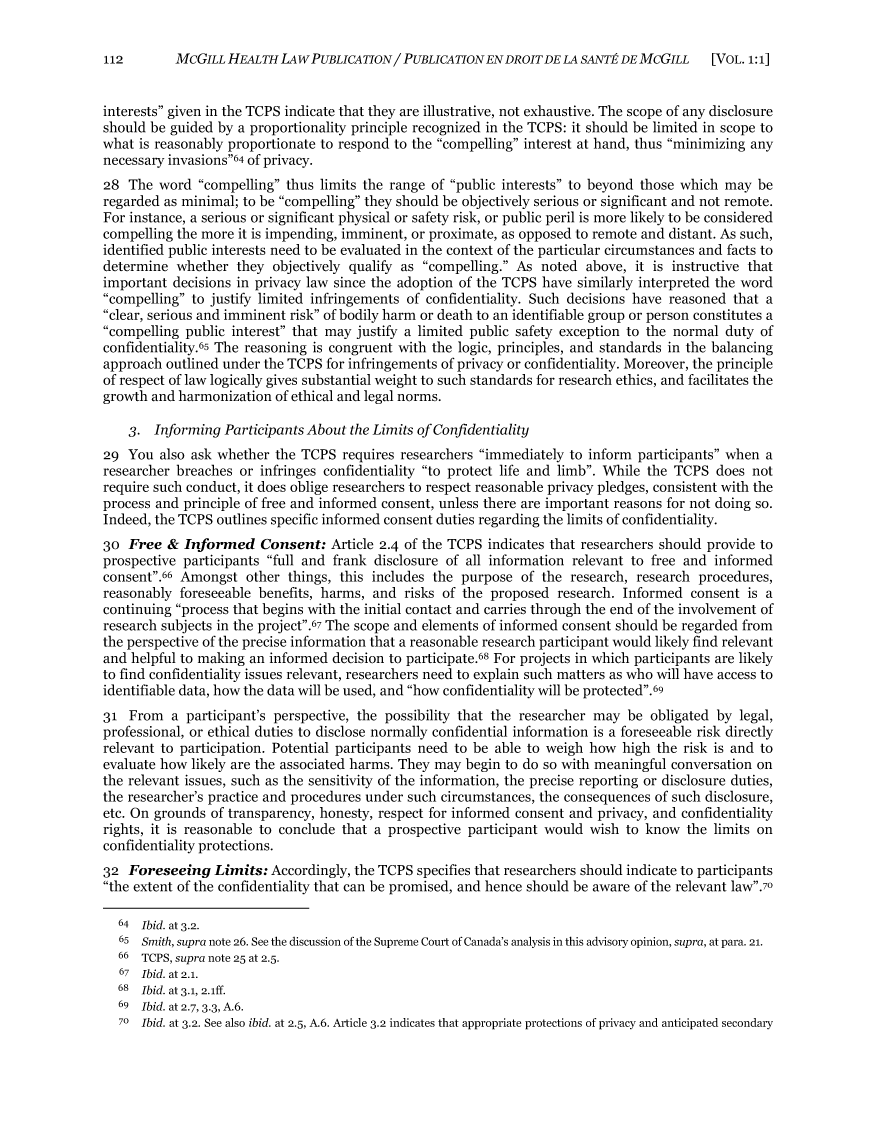 112 MCGILL HEALTH LAW PUBLICATION / PUBLICATION EN DROIT DE LA SANTÉ DE MCGILL [VOL. 1:1]
interests” given in the TCPS indicate that they are illustrative, not exhaustive. The scope of any disclosure
should be guided by a proportionality principle recognized in the TCPS: it should be limited in scope to
what is reasonably proportionate to respond to the “compelling” interest at hand, thus “minimizing any
necessary invasions”64 of privacy.
28 The word “compelling” thus limits the range of “public interests” to beyond those which may be
regarded as minimal; to be “compelling” they should be objectively serious or significant and not remote.
For instance, a serious or significant physical or safety risk, or public peril is more likely to be considered
compelling the more it is impending, imminent, or proximate, as opposed to remote and distant. As such,
identified public interests need to be evaluated in the context of the particular circumstances and facts to
determine whether they objectively qualify as “compelling.” As noted above, it is instructive that
important decisions in privacy law since the adoption of the TCPS have similarly interpreted the word
“compelling” to justify limited infringements of confidentiality. Such decisions have reasoned that a
“clear, serious and imminent risk” of bodily harm or death to an identifiable group or person constitutes a
“compelling public interest” that may justify a limited public safety exception to the normal duty of
confidentiality.65 The reasoning is congruent with the logic, principles, and standards in the balancing
approach outlined under the TCPS for infringements of privacy or confidentiality. Moreover, the principle
of respect of law logically gives substantial weight to such standards for research ethics, and facilitates the
growth and harmonization of ethical and legal norms.
3. Informing Participants About the Limits of Confidentiality
29 You also ask whether the TCPS requires researchers “immediately to inform participants” when a
researcher breaches or infringes confidentiality “to protect life and limb”. While the TCPS does not
require such conduct, it does oblige researchers to respect reasonable privacy pledges, consistent with the
process and principle of free and informed consent, unless there are important reasons for not doing so.
Indeed, the TCPS outlines specific informed consent duties regarding the limits of confidentiality.
30 Free & Informed Consent: Article 2.4 of the TCPS indicates that researchers should provide to
prospective participants “full and frank disclosure of all information relevant to free and informed
consent”.66 Amongst other things, this includes the purpose of the research, research procedures,
reasonably foreseeable benefits, harms, and risks of the proposed research. Informed consent is a
continuing “process that begins with the initial contact and carries through the end of the involvement of
research subjects in the project”.67 The scope and elements of informed consent should be regarded from
the perspective of the precise information that a reasonable research participant would likely find relevant
and helpful to making an informed decision to participate.68 For projects in which participants are likely
to find confidentiality issues relevant, researchers need to explain such matters as who will have access to
identifiable data, how the data will be used, and “how confidentiality will be protected”.69
31 From a participant’s perspective, the possibility that the researcher may be obligated by legal,
professional, or ethical duties to disclose normally confidential information is a foreseeable risk directly
relevant to participation. Potential participants need to be able to weigh how high the risk is and to
evaluate how likely are the associated harms. They may begin to do so with meaningful conversation on
the relevant issues, such as the sensitivity of the information, the precise reporting or disclosure duties,
the researcher’s practice and procedures under such circumstances, the consequences of such disclosure,
etc. On grounds of transparency, honesty, respect for informed consent and privacy, and confidentiality
rights, it is reasonable to conclude that a prospective participant would wish to know the limits on
confidentiality protections.
32 Foreseeing Limits: Accordingly, the TCPS specifies that researchers should indicate to participants
“the extent of the confidentiality that can be promised, and hence should be aware of the relevant law”.70
64 Ibid. at 3.2.
65 Smith, supra note 26. See the discussion of the Supreme Court of Canada’s analysis in this advisory opinion, supra, at para. 21.
66 TCPS, supra note 25 at 2.5.
67 Ibid. at 2.1.
68 Ibid. at 3.1, 2.1ff.
69 Ibid. at 2.7, 3.3, A.6.
70 Ibid. at 3.2. See also ibid. at 2.5, A.6. Article 3.2 indicates that appropriate protections of privacy and anticipated secondary